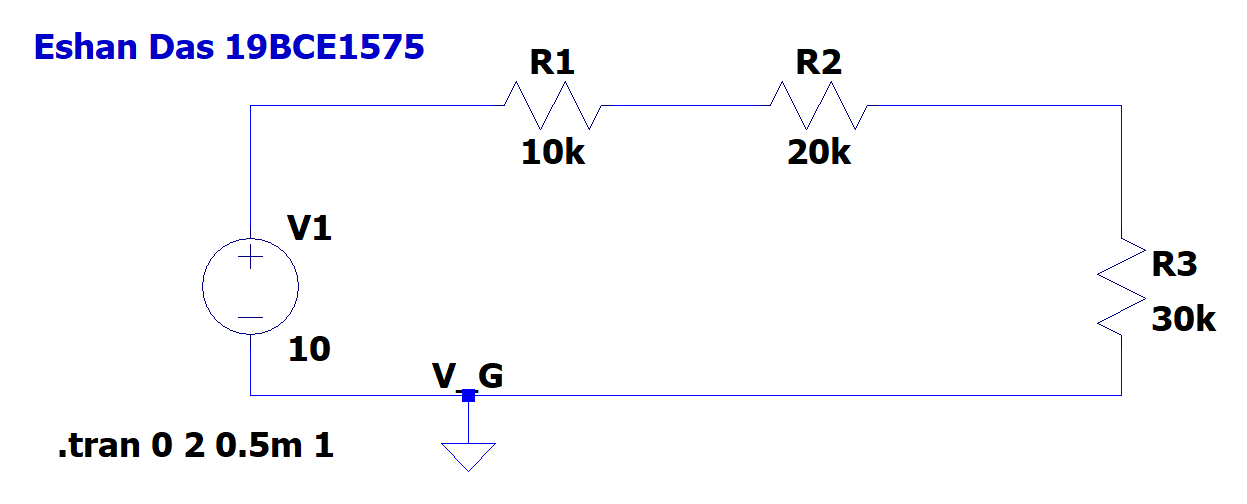 Eshan Das 19BCE1575
R1
R2
10k
20k
V1
R3
30k
10
V_G
.tran 0 2 0.5m 1